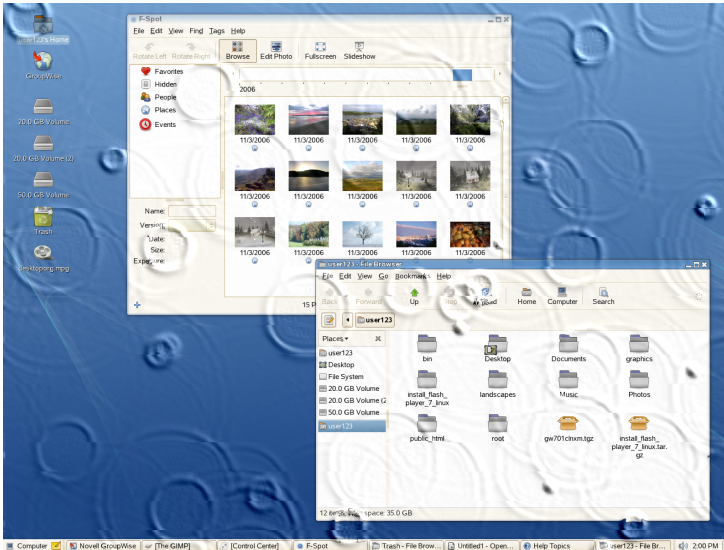 user123's Home
GroupWise
20.0 GB Volume
20.0 GB Volume (2)
50.0 GB Volume
Trash
desktoporg.mpg
F-Spot
File Edit View Find Tags Help
Rotate Left Rotate Right Browse Edit Photo Fullscreen Slideshow
Favorites
Hidden
People
Places
Events
2006
11/3/2006 11/3/2006 11/3/2006 11/3/2006 11/3/2006
11/3/2006 11/3/2006 11/3/2006 11/3/2006 11/3/2006
11/3/2006 11/3/2006 11/3/2006 11/3/2006 11/3/2006
Name:
Version:
Date:
Size:
Exposure:
15 P
user123 - File Browser
File Edit View Go Bookmarks Help
Back Forward Up Stop Reload Home Computer Search
user123
Places
user123
Desktop
File System
20.0 GB Volume
20.0 GB Volume (2
50.0 GB Volume
user123
bin Desktop Documents graphics
install_flash_
player_7_linux landscapes Music Photos
public_html root gw701clnxm.tgz install_flash_
player_7_linux.tar.
gz
12 items, space: 35.0 GB
Computer Novell GroupWise [The GIMP] [Control Center] F-Spot Trash - File Brow... Untitled1 - Open... Help Topics user123 - File Br... 2:00 PM